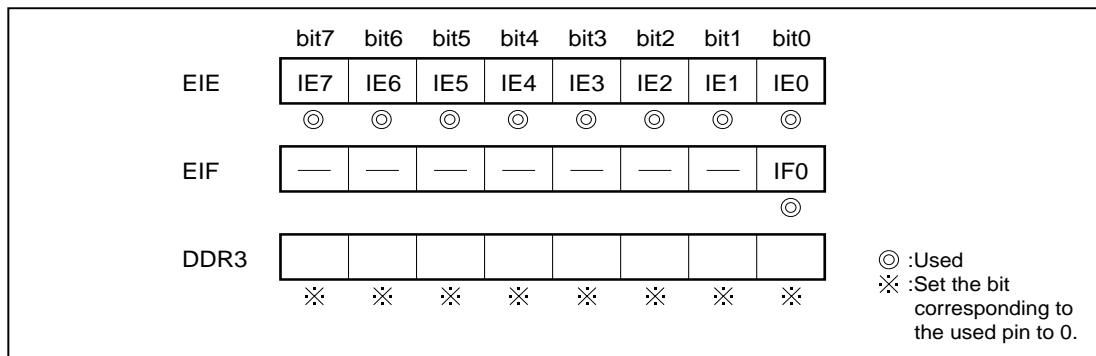 bit7 bit6 bit5 bit4 bit3 bit2 bit1 bit0
EIE IE7 IE6 IE5 IE4 IE3 IE2 IE1 IE0
◎ ◎ ◎ ◎ ◎ ◎ ◎ ◎
EIF — — — — — — — IF0
◎
DDR3
※ ※ ※ ※ ※ ※ ※ ※
◎ :Used
※ :Set the bit
corresponding to
the used pin to 0.